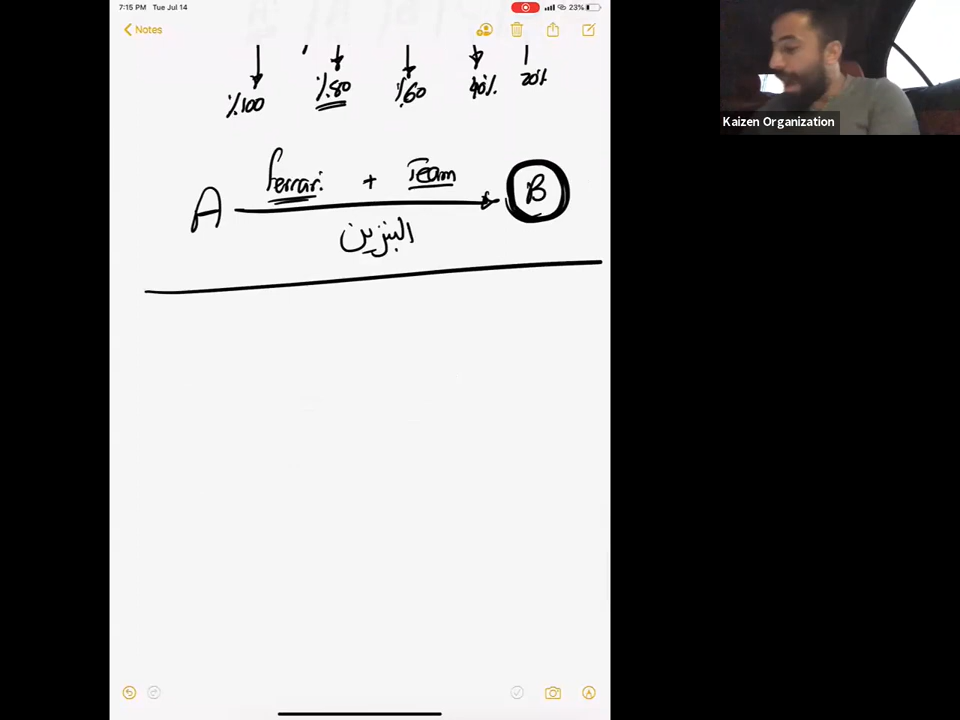 7:15 PM Tue Jul 14 23%
Notes
Kaizen Organization
٪100 ٪80 ٪60 40٪ 20٪
Ferrari + Team
A B
البنزين